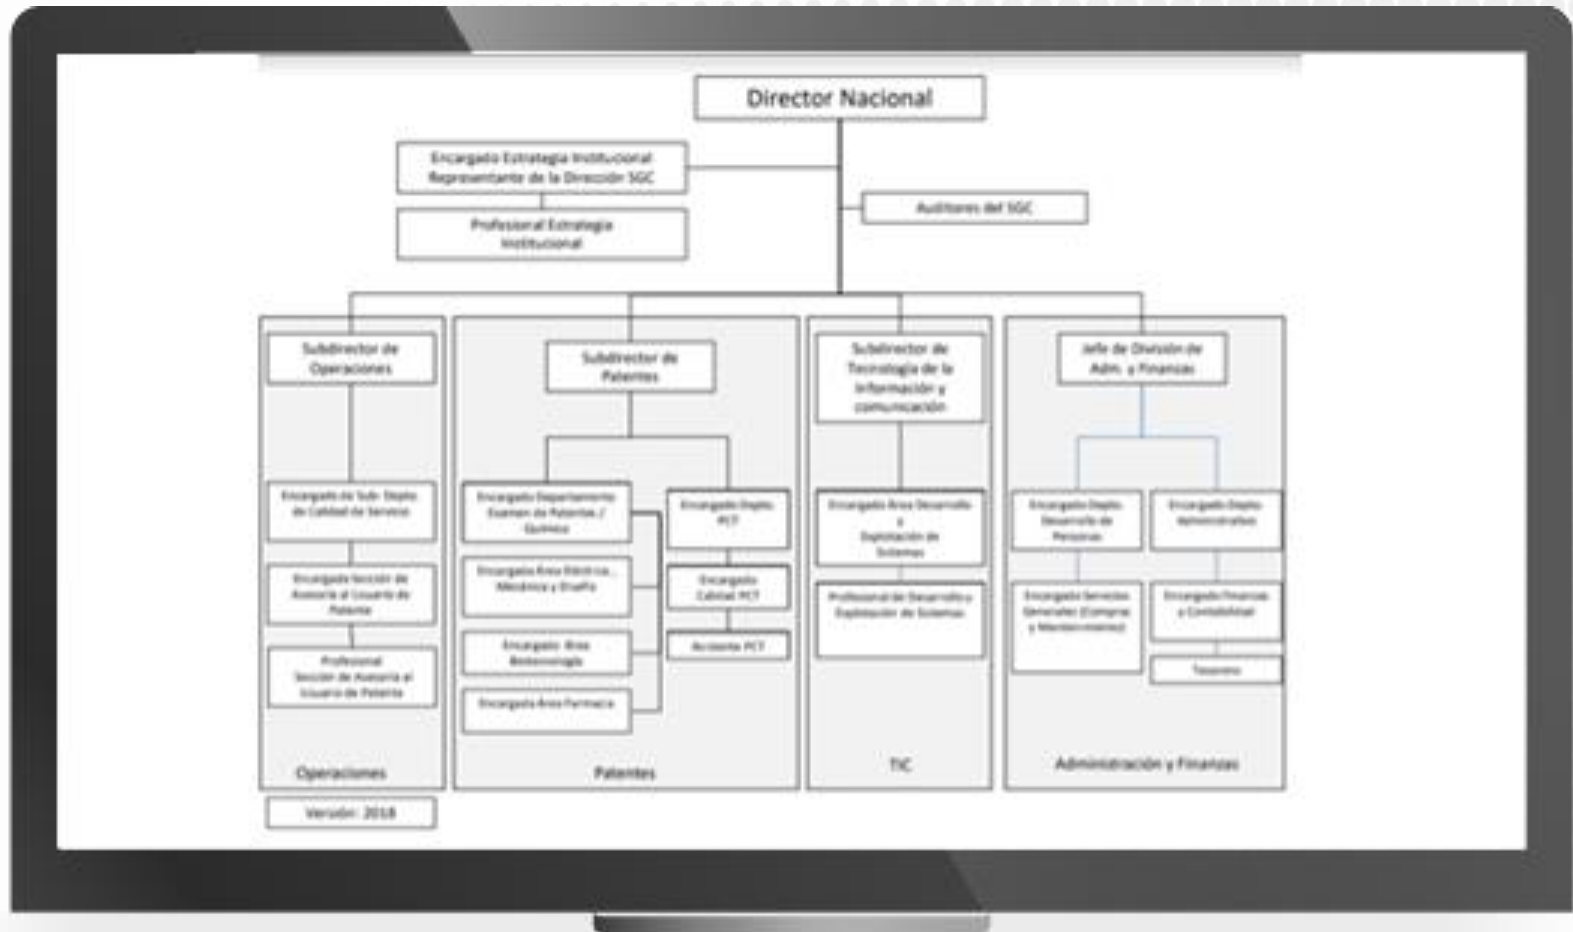 Director Nacional
Encargado Estrategia Institucional
Representante de la Dirección SGC
Auditores del SGC
Profesional Estrategia
Institucional
Subdirector de
Operaciones
Encargado de Sub. Depto.
de Calidad de Servicio
Encargada Sección de
Asesoría al Usuario de
Patente
Profesional
Sección de Asesoría al
Usuario de Patente
Operaciones
Subdirector de
Patentes
Encargado Departamento
Examen de Patentes /
Químico
Encargada Área Eléctrica,
Mecánica y Diseño
Encargado Área
Biotecnología
Encargada Área Farmacia
Encargado Depto.
PCT
Encargado
Calidad PCT
Asistente PCT
Patentes
Subdirector de
Tecnología de la
Información y
comunicación
Encargado Área Desarrollo
y
Explotación de
Sistemas
Profesional de Desarrollo y
Explotación de Sistemas
TIC
Jefe de División de
Adm. y Finanzas
Encargado Depto.
Desarrollo de
Personas
Encargado Servicios
Generales (Compras
y Mantenimiento)
Encargado Depto.
Administrativo
Encargado Finanzas
y Contabilidad
Tesorero
Administración y Finanzas
Versión: 2018